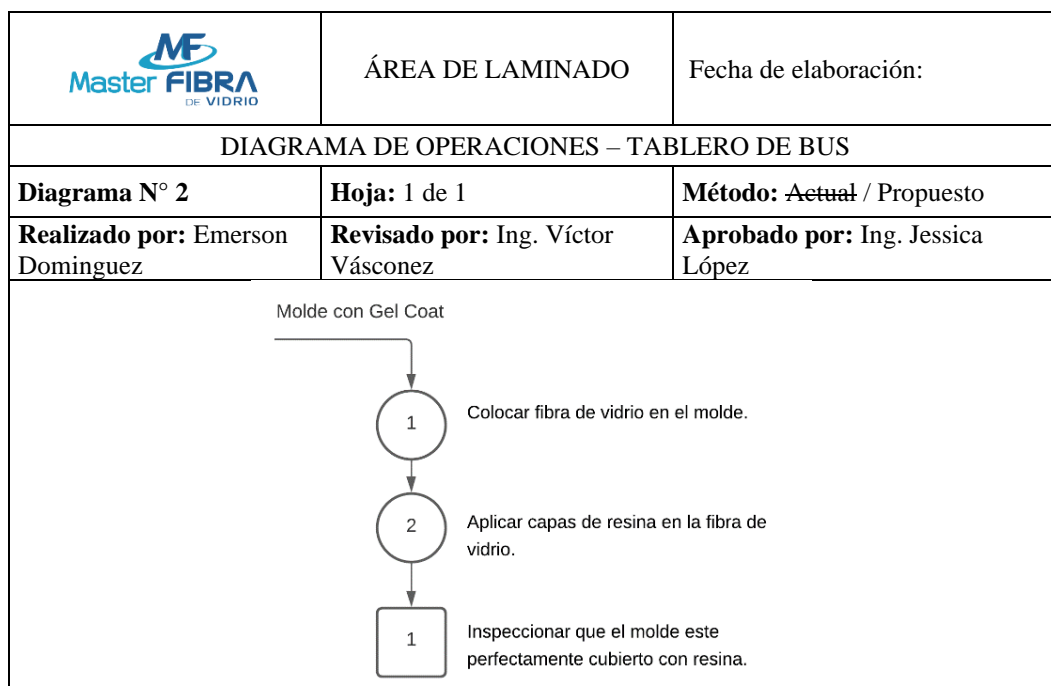 MF
Master FIBRA
DE VIDRIO
ÁREA DE LAMINADO
Fecha de elaboración:
DIAGRAMA DE OPERACIONES – TABLERO DE BUS
Diagrama N° 2
Hoja: 1 de 1
Método: Actual / Propuesto
Realizado por: Emerson
Dominguez
Revisado por: Ing. Víctor
Vásconez
Aprobado por: Ing. Jessica
López
Molde con Gel Coat
1
Colocar fibra de vidrio en el molde.
2
Aplicar capas de resina en la fibra de
vidrio.
1
Inspeccionar que el molde este
perfectamente cubierto con resina.